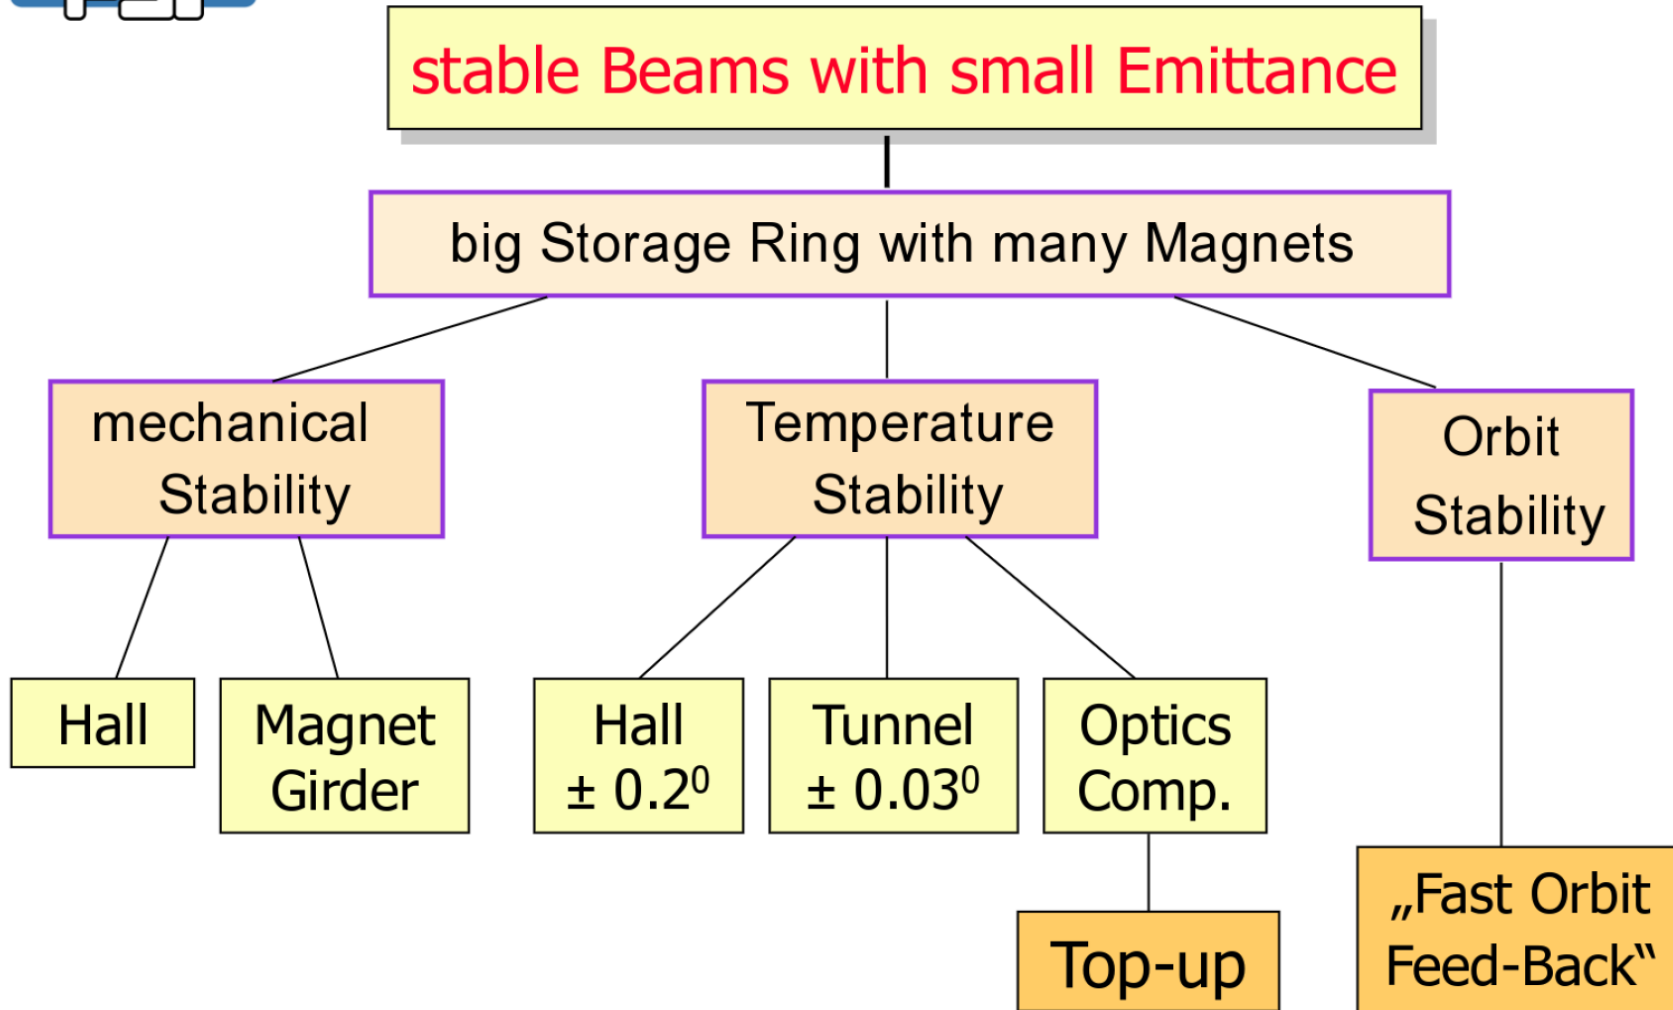 stable Beams with small Emittance
big Storage Ring with many Magnets
mechanical
Stability
Temperature
Stability
Orbit
Stability
Hall
Magnet
Girder
Hall
± 0.2⁰
Tunnel
± 0.03⁰
Optics
Comp.
Top-up
„Fast Orbit
Feed-Back“